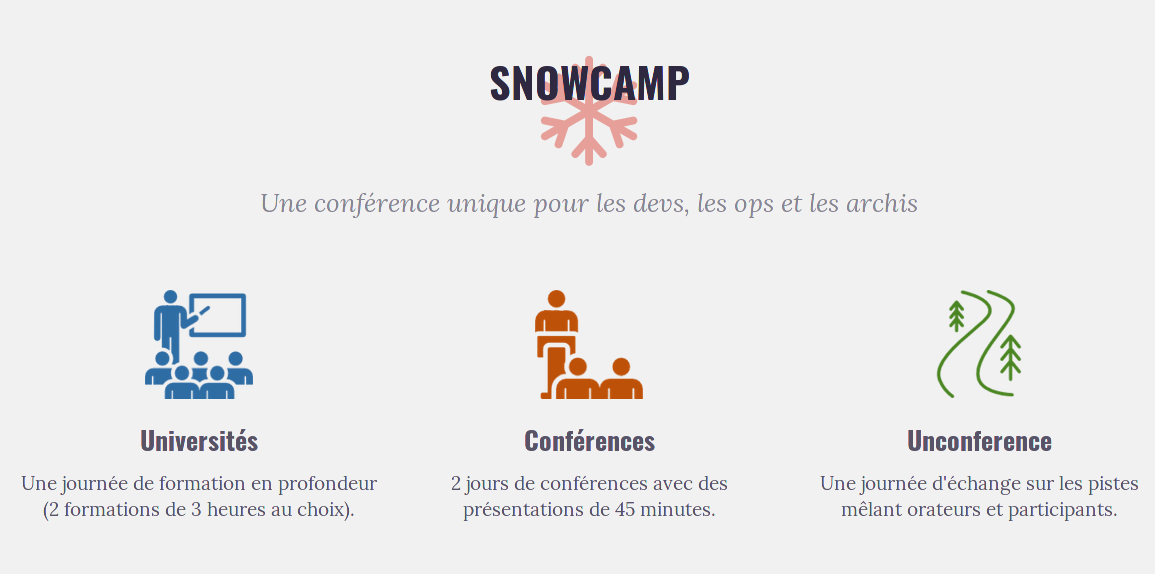 SNOWCAMP
Une conférence unique pour les devs, les ops et les archis
Universités
Une journée de formation en profondeur
(2 formations de 3 heures au choix).
Conférences
2 jours de conférences avec des
présentations de 45 minutes.
Unconference
Une journée d'échange sur les pistes
mêlant orateurs et participants.